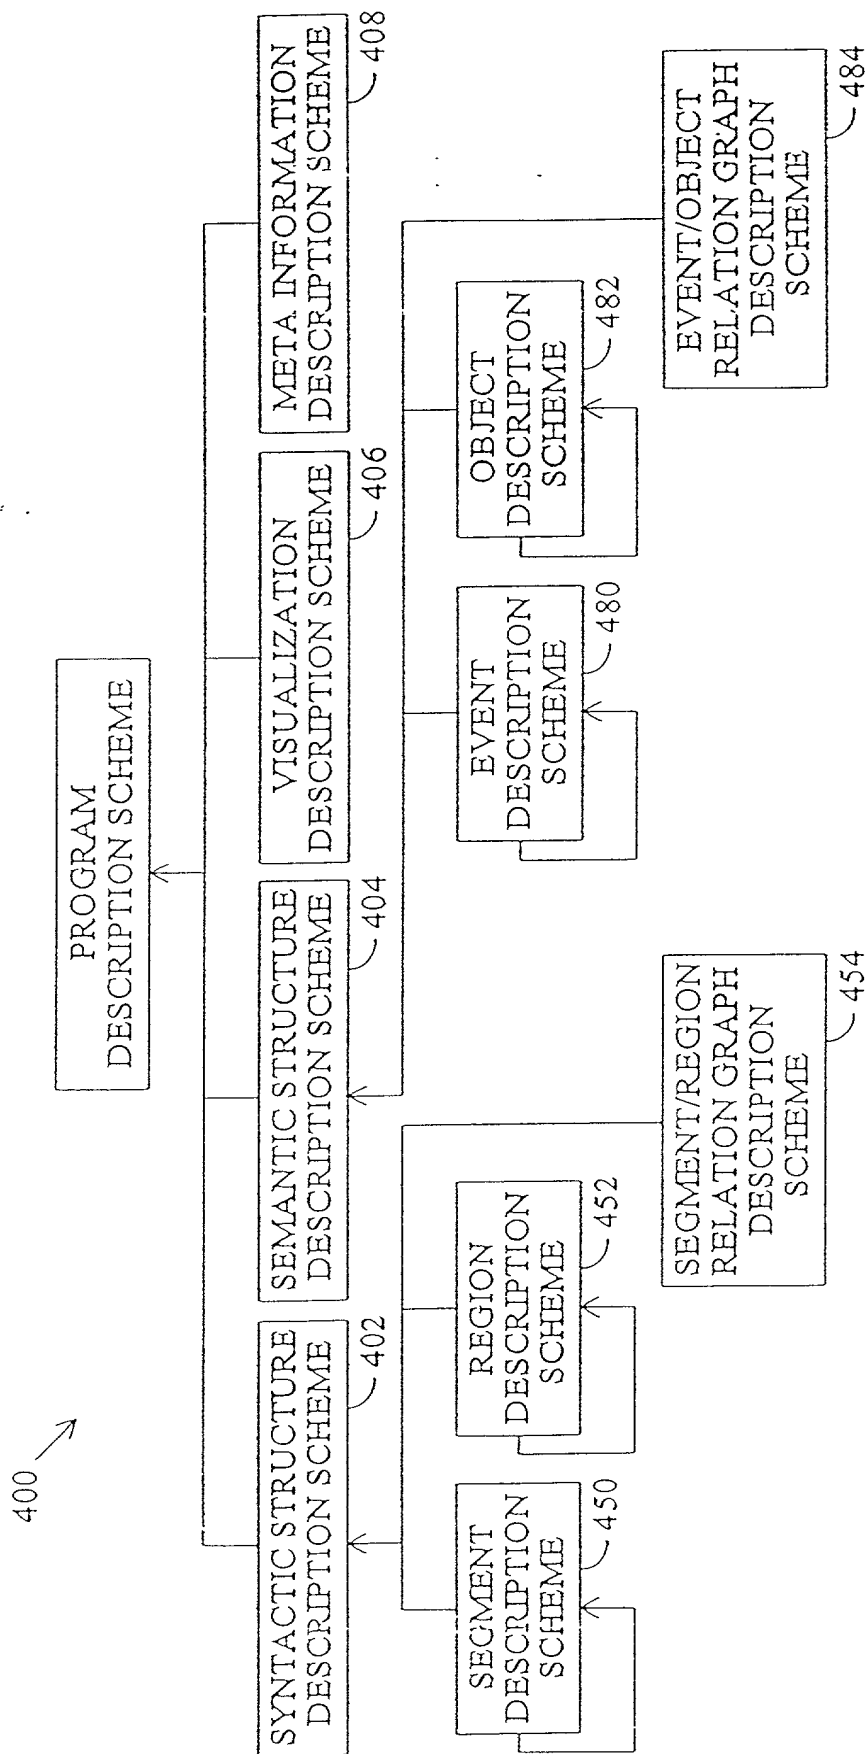 400
PROGRAM
DESCRIPTION SCHEME
SYNTACTIC STRUCTURE
DESCRIPTION SCHEME
402
SEMANTIC STRUCTURE
DESCRIPTION SCHEME
404
VISUALIZATION
DESCRIPTION SCHEME
406
META INFORMATION
DESCRIPTION SCHEME
408
SEGMENT
DESCRIPTION
SCHEME
450
REGION
DESCRIPTION
SCHEME
452
EVENT
DESCRIPTION
SCHEME
480
OBJECT
DESCRIPTION
SCHEME
482
SEGMENT/REGION
RELATION GRAPH
DESCRIPTION
SCHEME
454
EVENT/OBJECT
RELATION GRAPH
DESCRIPTION
SCHEME
484